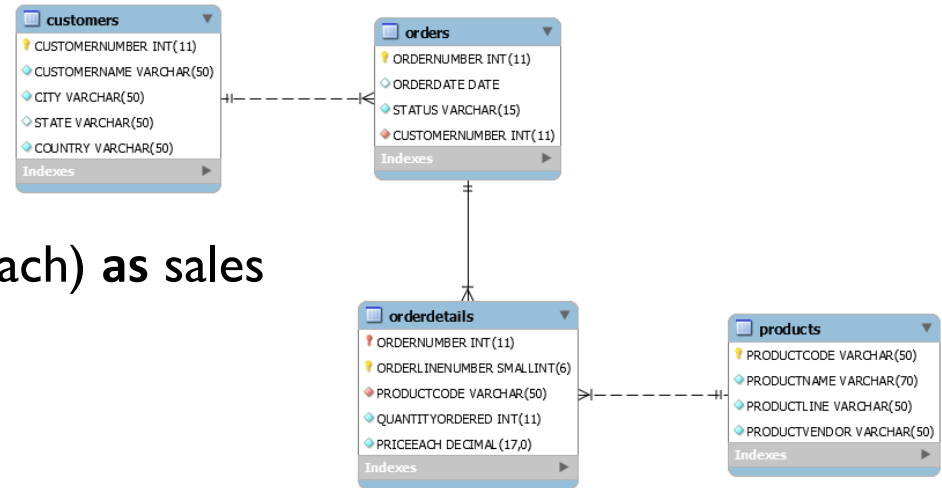 customers
CUSTOMERNUMBER INT(11)
CUSTOMERNAME VARCHAR(50)
CITY VARCHAR(50)
STATE VARCHAR(50)
COUNTRY VARCHAR(50)
Indexes
orders
ORDERNUMBER INT(11)
ORDERDATE DATE
STATUS VARCHAR(15)
CUSTOMERNUMBER INT(11)
Indexes
ach) as sales
orderdetails
ORDERNUMBER INT(11)
ORDERLINENUMBER SMALLINT(6)
PRODUCTCODE VARCHAR(50)
QUANTITYORDERED INT(11)
PRICEEACH DECIMAL(17,0)
Indexes
products
PRODUCTCODE VARCHAR(50)
PRODUCTNAME VARCHAR(70)
PRODUCTLINE VARCHAR(50)
PRODUCTVENDOR VARCHAR(50)
Indexes